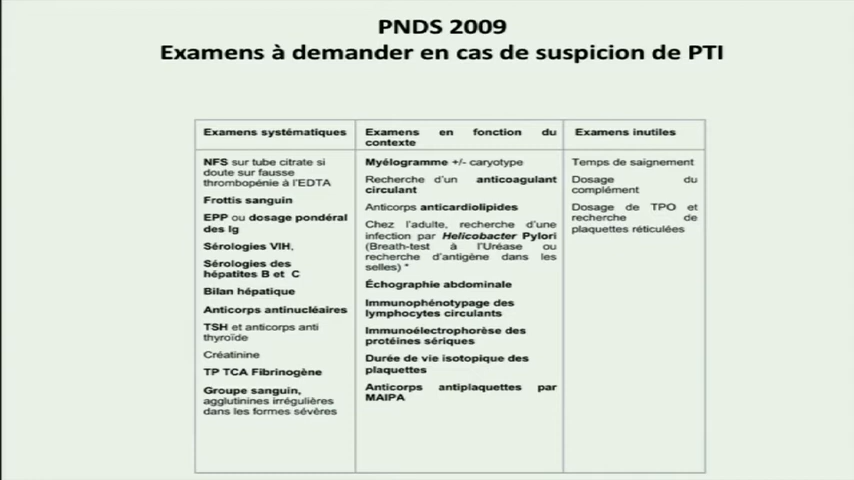 PNDS 2009
Examens à demander en cas de suspicion de PTI
Examens systématiques
NFS sur tube citrate si
doute sur fausse
thrombopénie à l'EDTA
Frottis sanguin
EPP ou dosage pondéral
des Ig
Sérologies VIH,
Sérologies des
hépatites B et C
Bilan hépatique
Anticorps antinucléaires
TSH et anticorps anti
thyroïde
Créatinine
TP TCA Fibrinogène
Groupe sanguin,
agglutinines irrégulières
dans les formes sévères
Examens en fonction du
contexte
Myélogramme +/- caryotype
Recherche d'un anticoagulant
circulant
Anticorps anticardiolipides
Chez l'adulte, recherche d'une
infection par Helicobacter Pylori
(Breath-test à l'Uréase ou
recherche d'antigène dans les
selles) *
Échographie abdominale
Immunophénotypage des
lymphocytes circulants
Immunoélectrophorèse des
protéines sériques
Durée de vie isotopique des
plaquettes
Anticorps antiplaquettes par
MAIPA
Examens inutiles
Temps de saignement
Dosage du
complément
Dosage de TPO et
recherche de
plaquettes réticulées